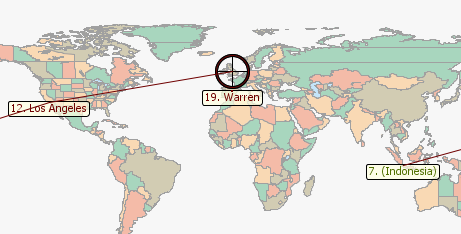 19. Warren
12. Los Angeles
7. (Indonesia)